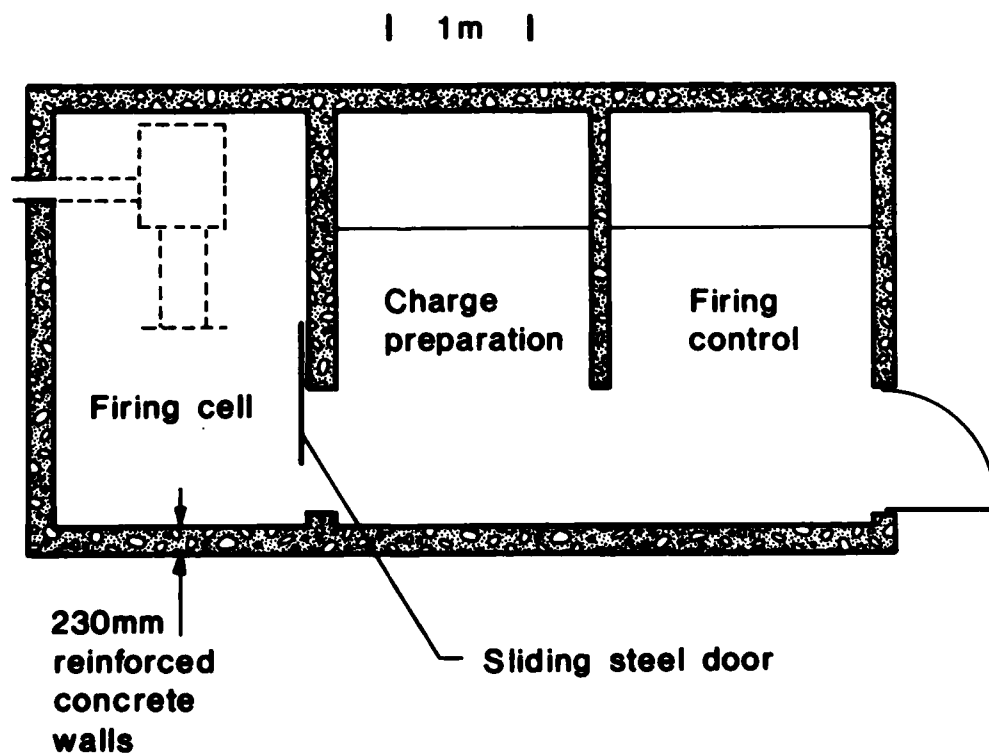 1m
Charge
preparation
Firing
control
Firing cell
230mm
reinforced
concrete
walls
Sliding steel door